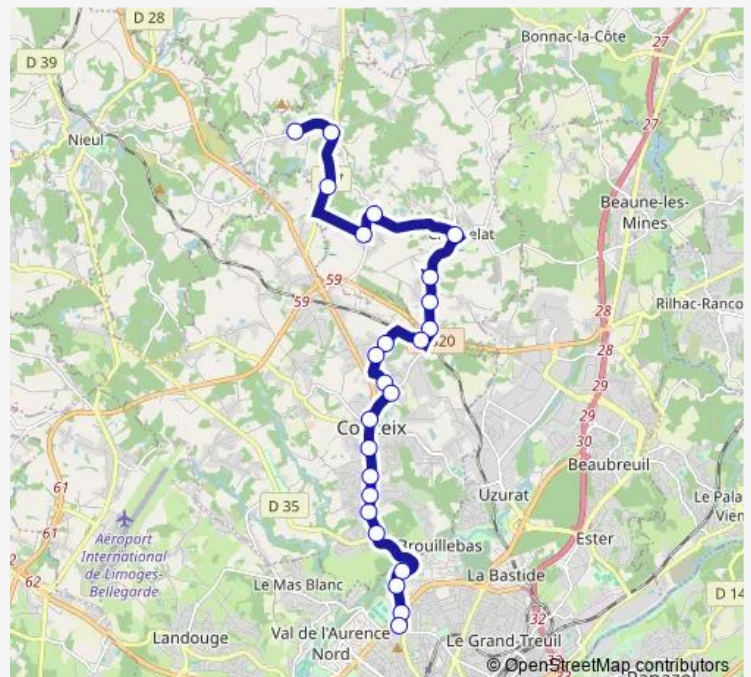 D 28
Bonnac-la-Côte
27
D 39
27
Nieul
Beaune-les-
Mines
59
59
28
Rilhac-Ranco
28
29
29
30
Beaubreuil
61
D 35
Uzurat
Le Pala
Vien
61
Aéroport
International
de Limoges-
Bellegarde
62
Brouillebas
Ester
La Bastide
Le Mas Blanc
D 14
32
Landouge
Val de l'Aurence
Nord
Le Grand-Treuil
© OpenStreetMap contributors